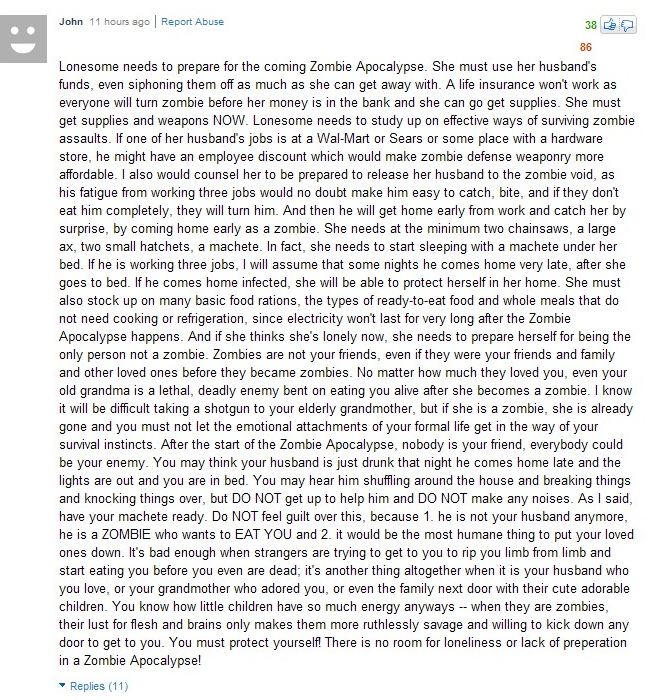 John 11 hours ago | Report Abuse
38
86
Lonesome needs to prepare for the coming Zombie Apocalypse. She must use her husband's
funds, even siphoning them off as much as she can get away with. A life insurance won't work as
everyone will turn zombie before her money is in the bank and she can go get supplies. She must
get supplies and weapons NOW. Lonesome needs to study up on effective ways of surviving zombie
assaults. If one of her husband's jobs is at a Wal-Mart or Sears or some place with a hardware
store, he might have an employee discount which would make zombie defense weaponry more
affordable. I also would counsel her to be prepared to release her husband to the zombie void, as
his fatigue from working three jobs would no doubt make him easy to catch, bite, and if they don't
eat him completely, they will turn him. And then he will get home early from work and catch her by
surprise, by coming home early as a zombie. She needs at the minimum two chainsaws, a large
ax, two small hatchets, a machete. In fact, she needs to start sleeping with a machete under her
bed. If he is working three jobs, I will assume that some nights he comes home very late, after she
goes to bed. If he comes home infected, she will be able to protect herself in her home. She must
also stock up on many basic food rations, the types of ready-to-eat food and whole meals that do
not need cooking or refrigeration, since electricity won't last for very long after the Zombie
Apocalypse happens. And if she thinks she's lonely now, she needs to prepare herself for being the
only person not a zombie. Zombies are not your friends, even if they were your friends and family
and other loved ones before they became zombies. No matter how much they loved you, even your
old grandma is a lethal, deadly enemy bent on eating you alive after she becomes a zombie. I know
it will be difficult taking a shotgun to your elderly grandmother, but if she is a zombie, she is already
gone and you must not let the emotional attachments of your formal life get in the way of your
survival instincts. After the start of the Zombie Apocalypse, nobody is your friend, everybody could
be your enemy. You may think your husband is just drunk that night he comes home late and the
lights are out and you are in bed. You may hear him shuffling around the house and breaking things
and knocking things over, but DO NOT get up to help him and DO NOT make any noises. As I said,
have your machete ready. Do NOT feel guilt over this, because 1. he is not your husband anymore,
he is a ZOMBIE who wants to EAT YOU and 2. it would be the most humane thing to put your loved
ones down. It's bad enough when strangers are trying to get to you to rip you limb from limb and
start eating you before you even are dead; it's another thing altogether when it is your husband who
you love, or your grandmother who adored you, or even the family next door with their cute adorable
children. You know how little children have so much energy anyways -- when they are zombies,
their lust for flesh and brains only makes them more ruthlessly savage and willing to kick down any
door to get to you. You must protect yourself! There is no room for loneliness or lack of preperation
in a Zombie Apocalypse!
Replies (11)